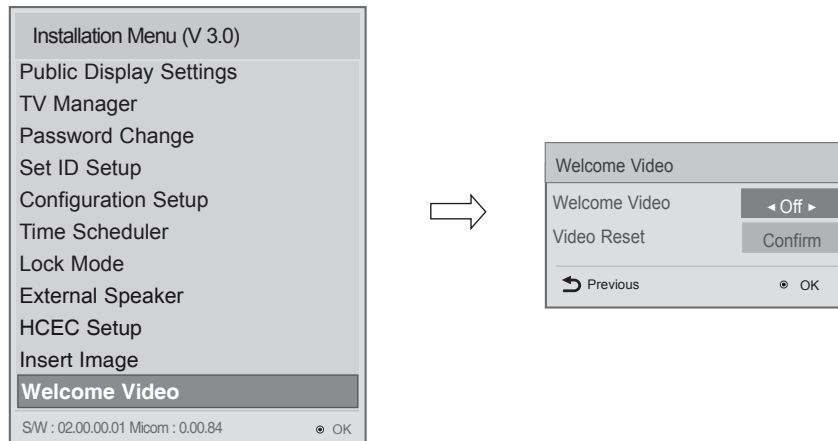 Installation Menu (V 3.0)
Public Display Settings
TV Manager
Password Change
Set ID Setup
Configuration Setup
Time Scheduler
Lock Mode
External Speaker
HCEC Setup
Insert Image
Welcome Video
S/W : 02.00.00.01 Micom : 0.00.84 ◉ OK
Welcome Video
Welcome Video ◄ Off ►
Video Reset Confirm
Previous ◉ OK